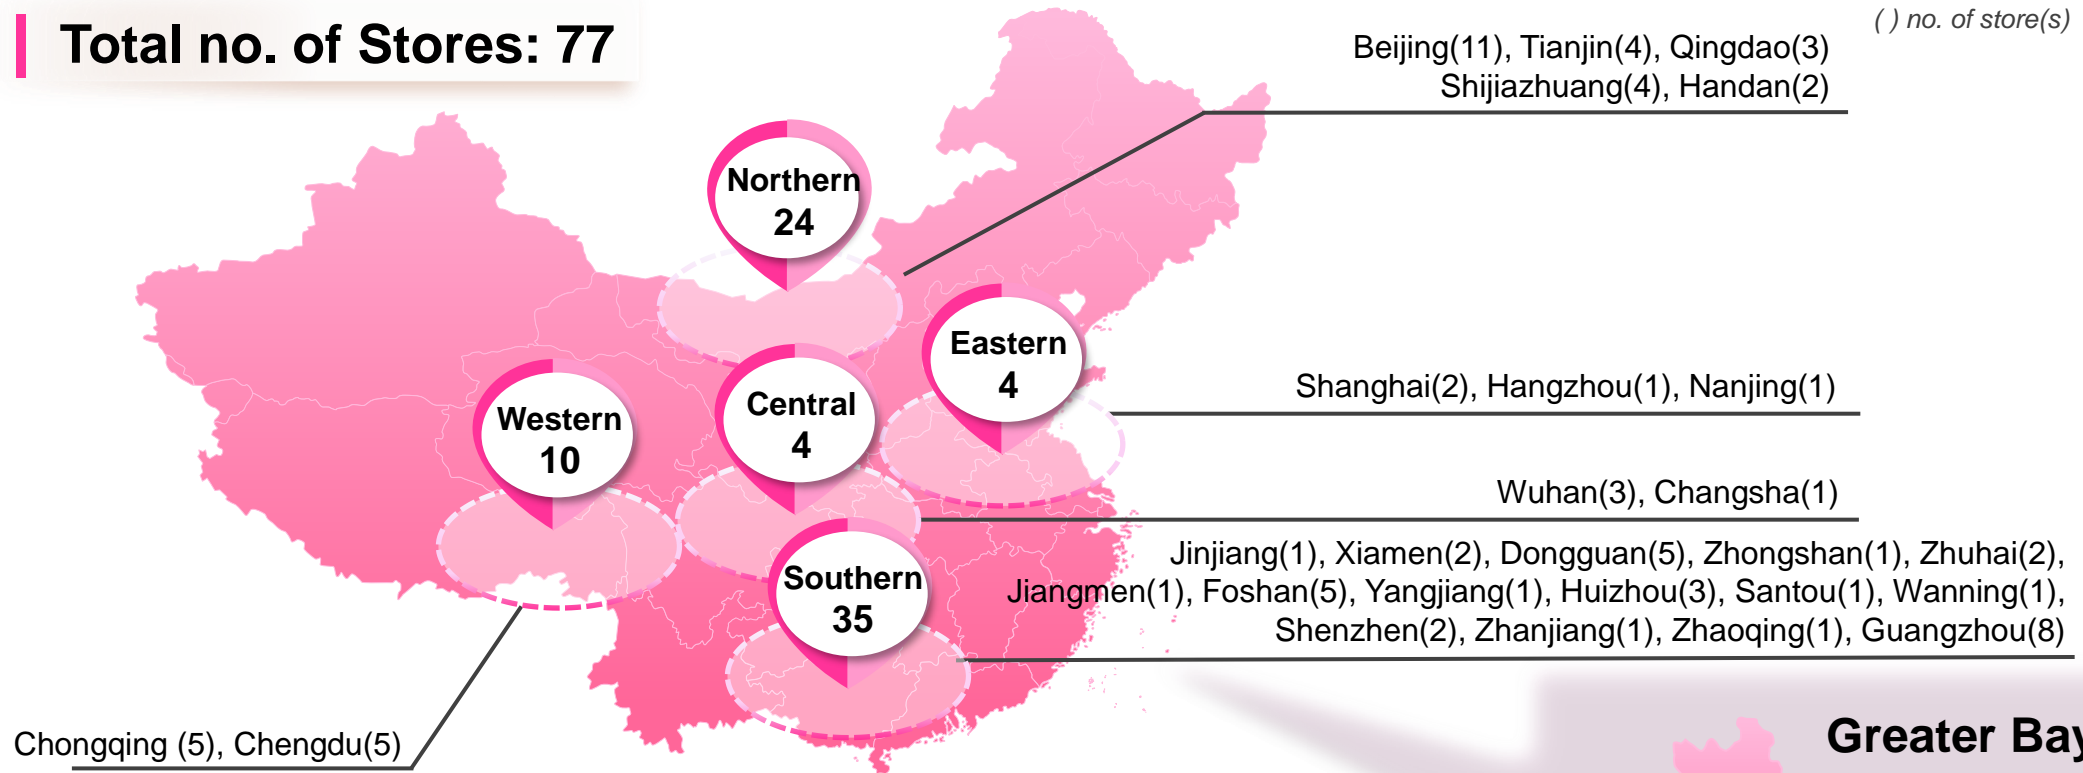 Total no. of Stores: 77
( ) no. of store(s)
Beijing(11), Tianjin(4), Qingdao(3)
Shijiazhuang(4), Handan(2)
Northern
24
Eastern
4
Shanghai(2), Hangzhou(1), Nanjing(1)
Central
4
Western
10
Wuhan(3), Changsha(1)
Southern
35
Jinjiang(1), Xiamen(2), Dongguan(5), Zhongshan(1), Zhuhai(2),
Jiangmen(1), Foshan(5), Yangjiang(1), Huizhou(3), Santou(1), Wanning(1),
Shenzhen(2), Zhanjiang(1), Zhaoqing(1), Guangzhou(8)
Chongqing (5), Chengdu(5)
Greater Bay